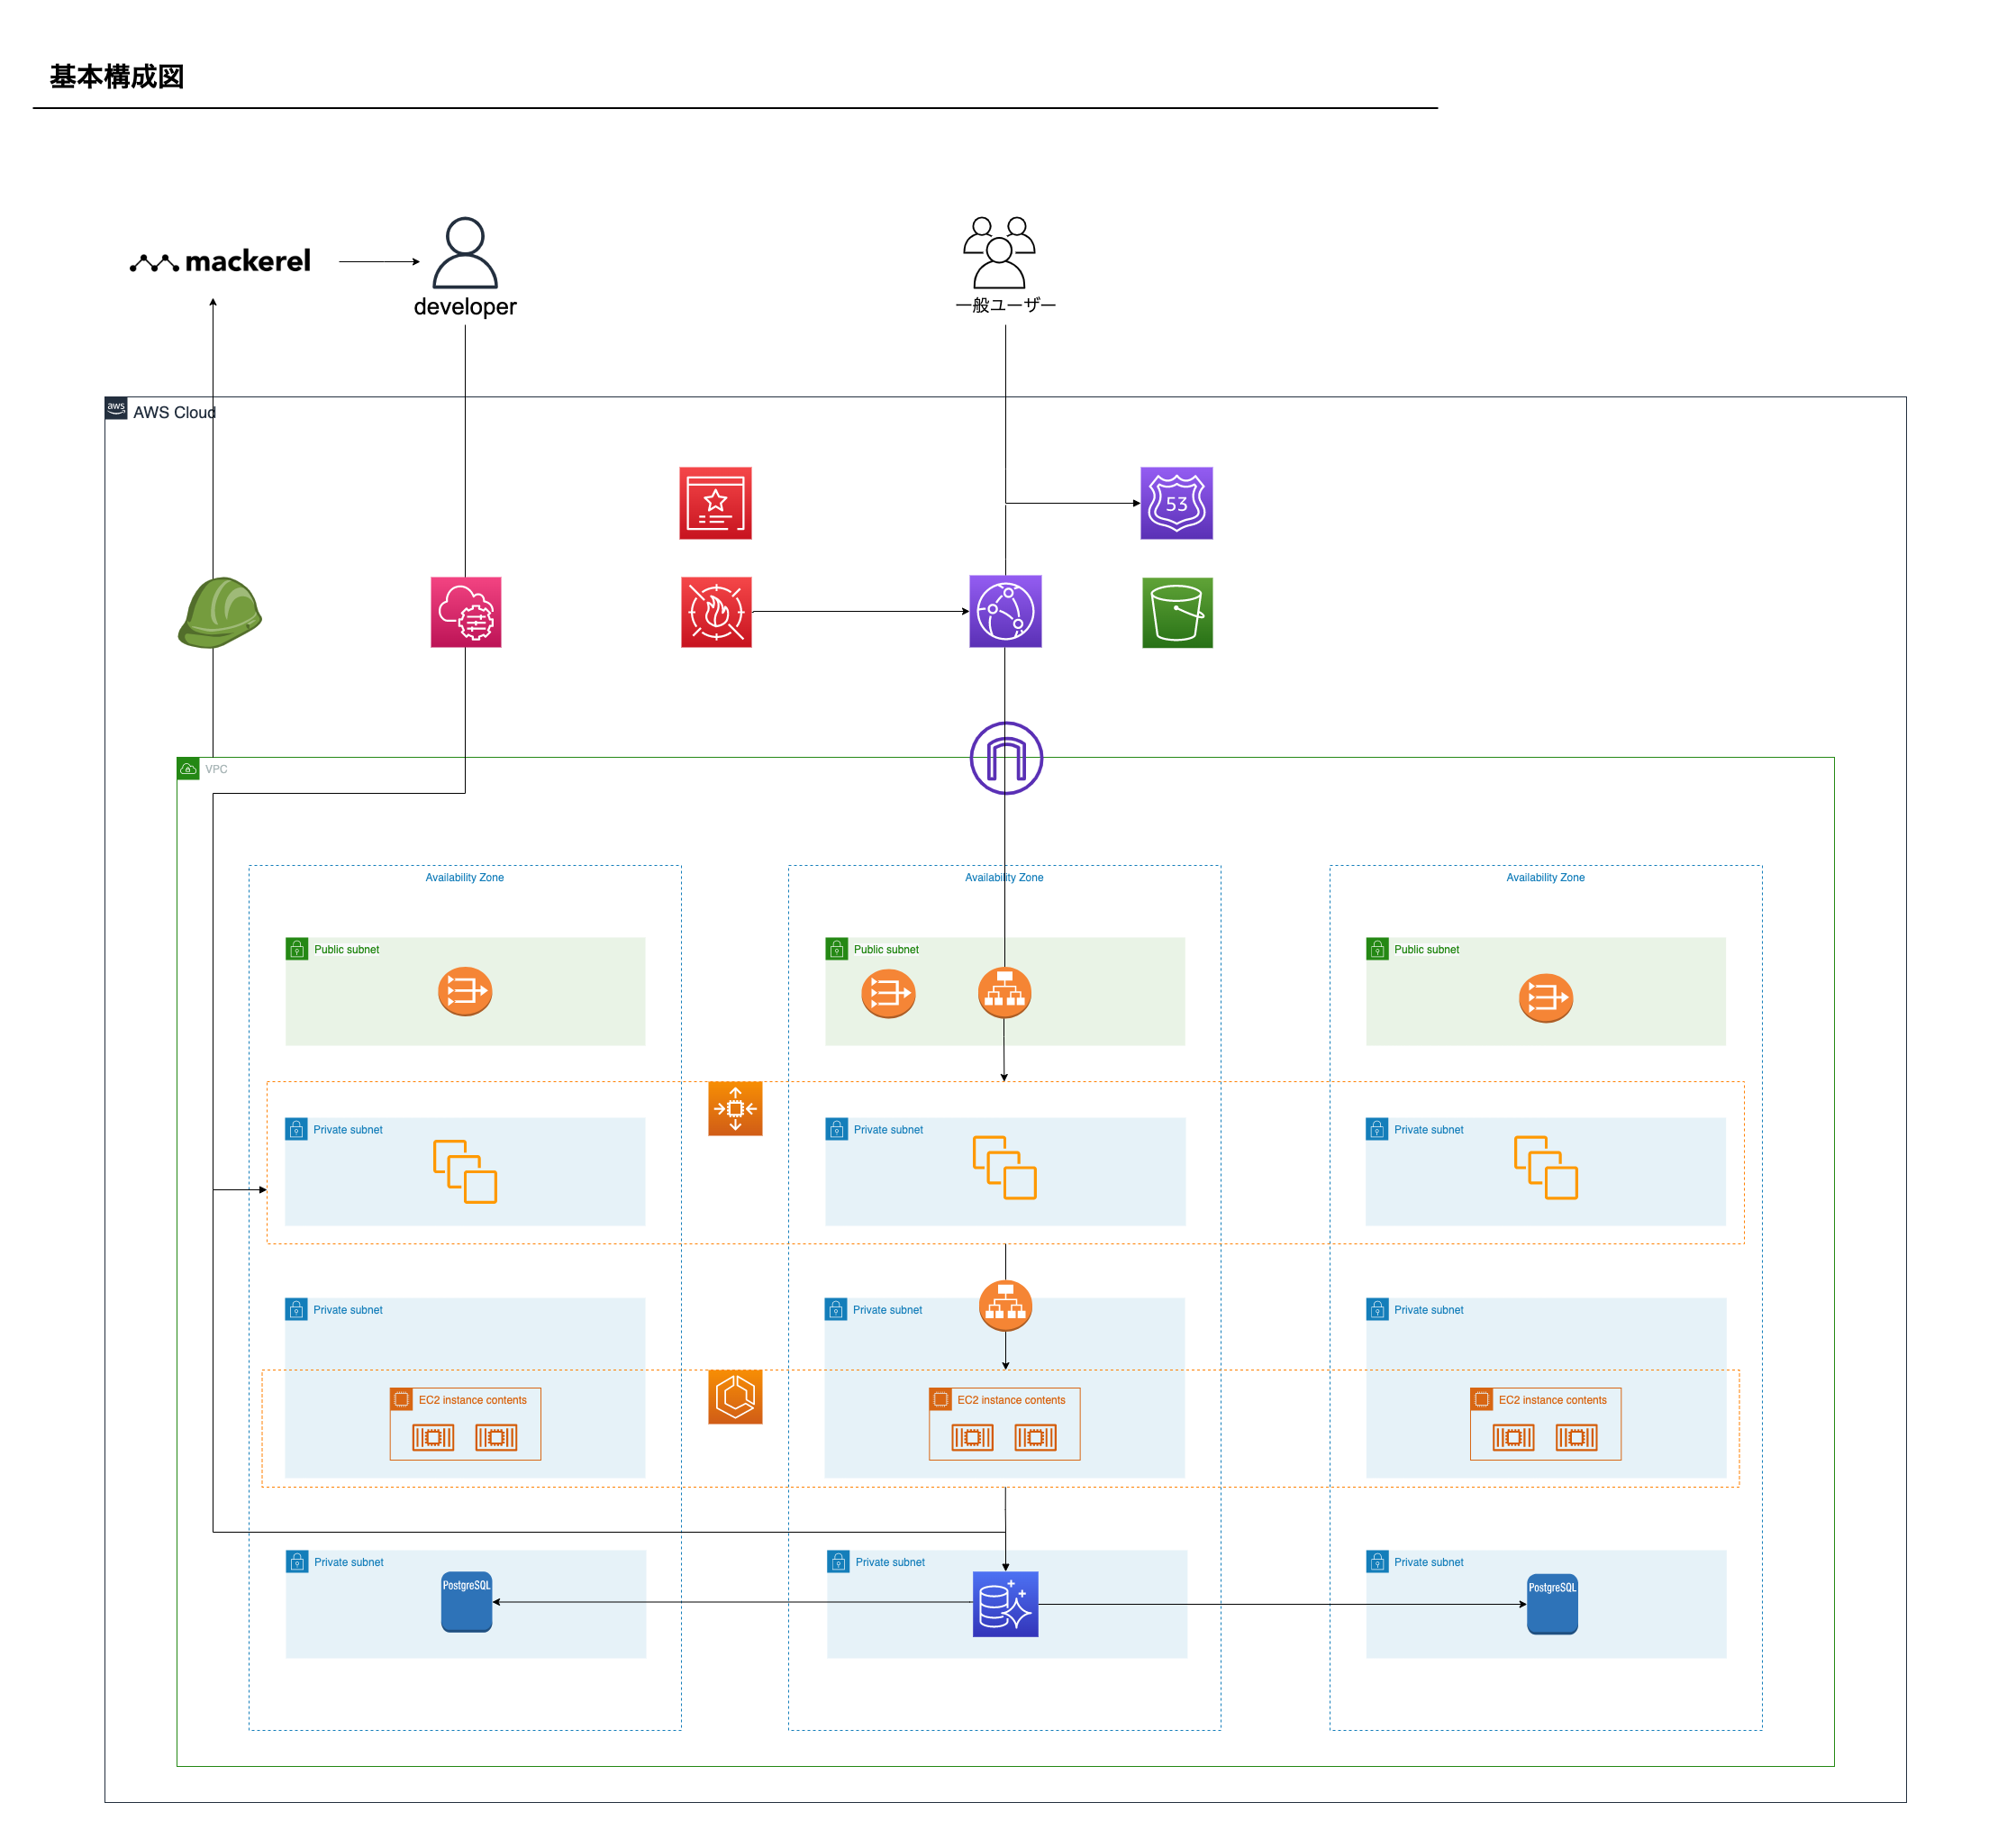 基本構成図
mackerel
developer
一般ユーザー
aws
AWS Cloud
53
VPC
Availability Zone
Availability Zone
Availability Zone
Public subnet
Public subnet
Public subnet
Private subnet
Private subnet
Private subnet
Private subnet
Private subnet
Private subnet
EC2 instance contents
EC2 instance contents
EC2 instance contents
Private subnet
Private subnet
Private subnet
PostgreSQL
PostgreSQL